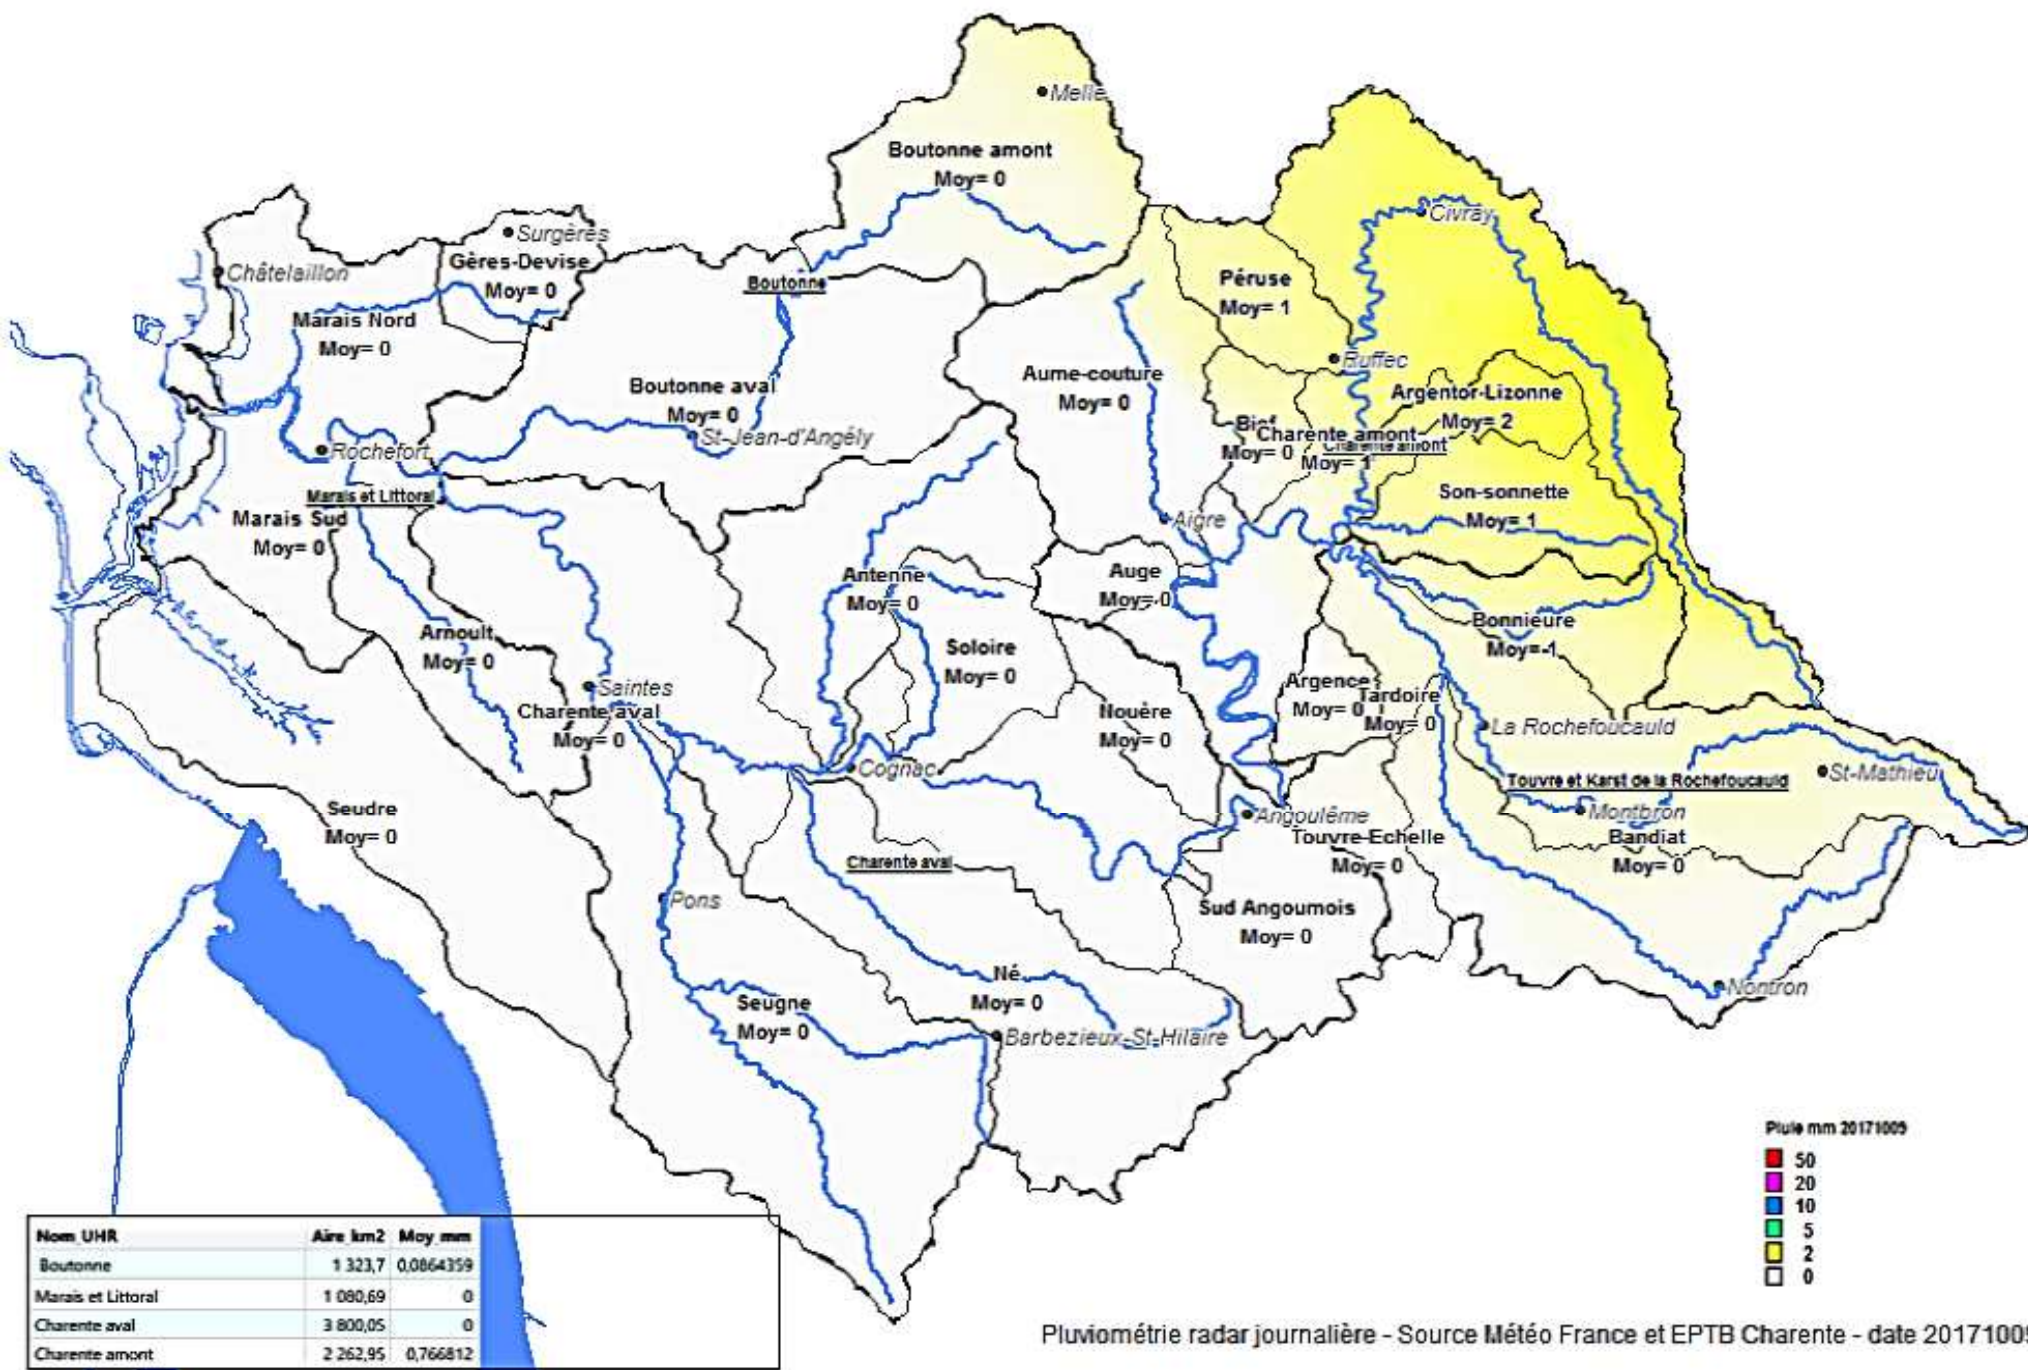 Melle
Boutonne amont
Moy= 0
Civray
Surgères
Gères-Devise
Moy= 0
Châtelaillon
Boutonne
Péruse
Moy= 1
Marais Nord
Moy= 0
Ruffec
Aume-couture
Moy= 0
Boutonne aval
Moy= 0
Argentor-Lizonne
Moy= 2
St-Jean-d'Angély
Bief
Moy= 0
Charente amont
Charente amont
Moy= 1
Rochefort
Marais et Littoral
Son-sonnette
Moy= 1
Marais Sud
Moy= 0
Aigre
Antenne
Moy= 0
Auge
Moy= 0
Bonnieure
Moy= 1
Arnoult
Moy= 0
Soloire
Moy= 0
Saintes
Charente aval
Moy= 0
Argence
Moy= 0
Tardoire
Moy= 0
Nouère
Moy= 0
La Rochefoucauld
Cognac
Touvre et Karst de la Rochefoucauld
St-Mathieu
Seudre
Moy= 0
Angoulême
Montbron
Touvre-Echelle
Moy= 0
Bandiat
Moy= 0
Charente aval
Pons
Sud Angoumois
Moy= 0
Né
Moy= 0
Seugne
Moy= 0
Nontron
Barbezieux-St-Hilaire
Pluie mm 20171009
50
20
10
5
2
0
Nom_UHR Aire_km2 Moy_mm
Boutonne 1 323,7 0,0864359
Marais et Littoral 1 080,69 0
Charente aval 3 800,05 0
Charente amont 2 262,95 0,766812
Pluviométrie radar journalière - Source Météo France et EPTB Charente - date 20171009